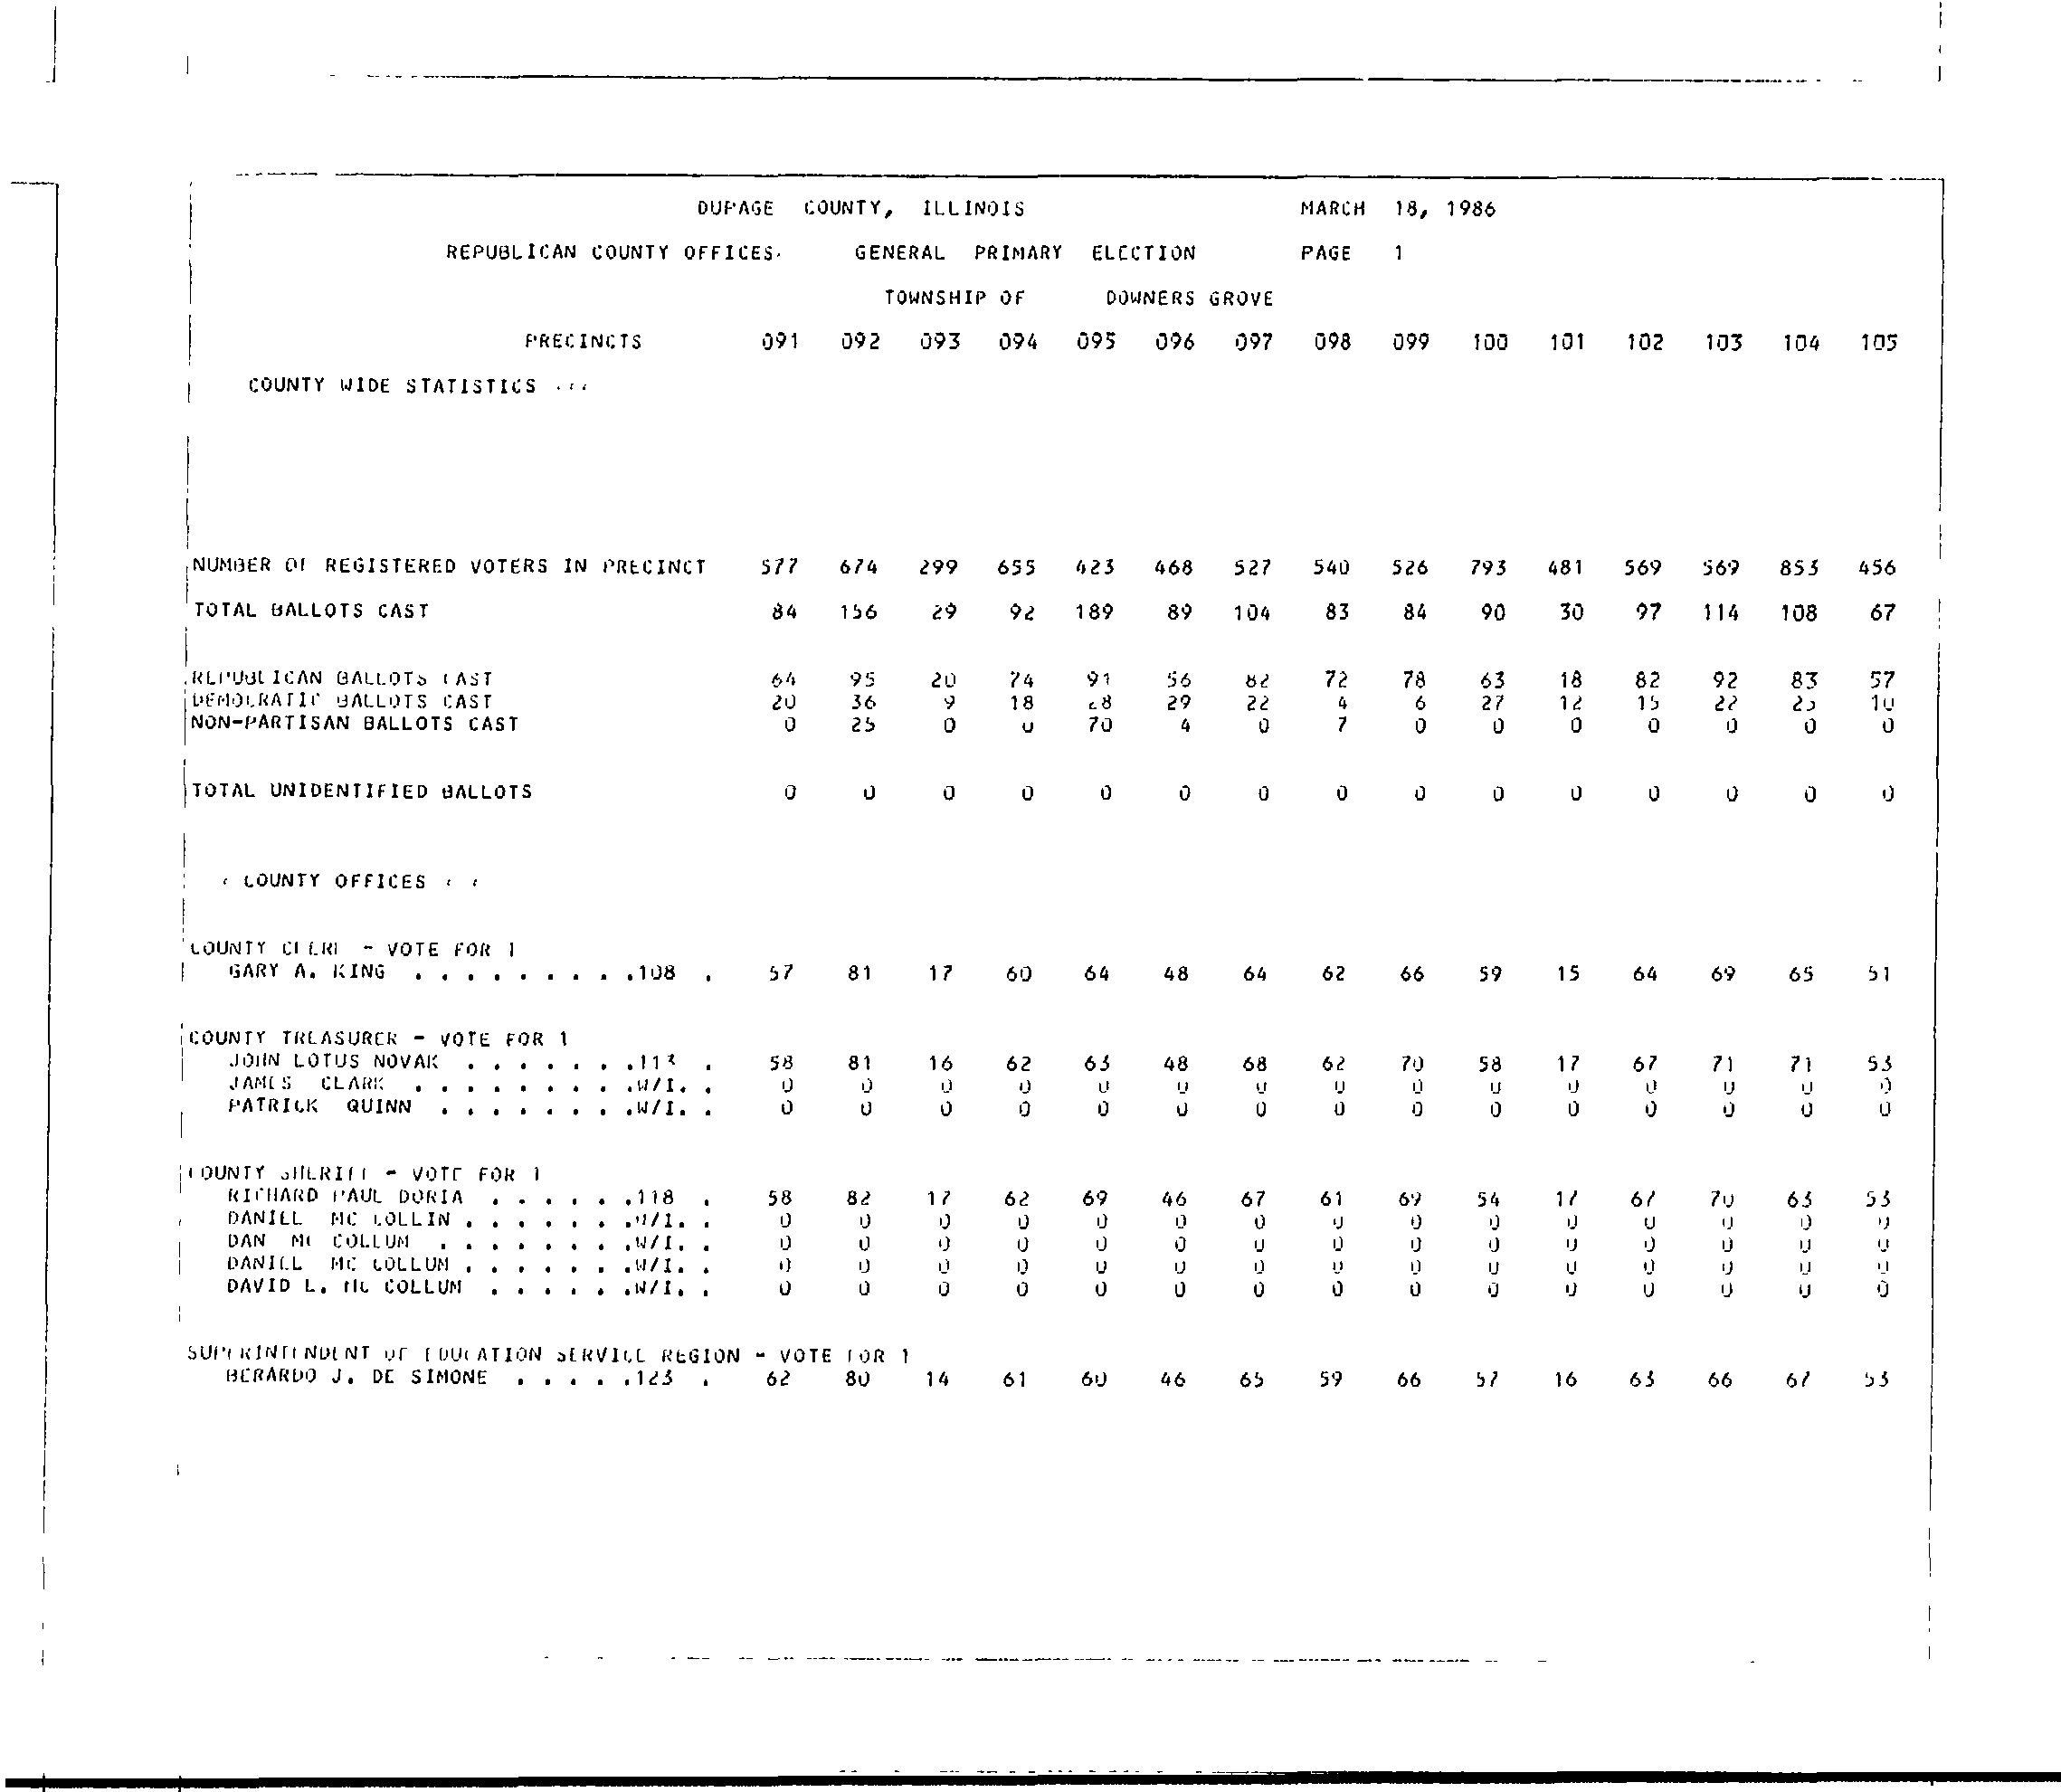 DUPAGE COUNTY, ILLINOIS MARCH 18, 1986
REPUBLICAN COUNTY OFFICES. GENERAL PRIMARY ELECTION PAGE 1
TOWNSHIP OF DOWNERS GROVE
PRECINCTS 091 092 093 094 095 096 097 098 099 100 101 102 103 104 105
COUNTY WIDE STATISTICS ...
NUMBER OF REGISTERED VOTERS IN PRECINCT 577 674 299 655 423 468 527 540 526 793 481 569 569 853 456
TOTAL BALLOTS CAST 84 156 29 92 189 89 104 83 84 90 30 97 114 108 67
REPUBLICAN BALLOTS CAST 64 95 20 74 91 56 82 72 78 63 18 82 92 83 57
DEMOCRATIC BALLOTS CAST 20 36 9 18 28 29 22 4 6 27 12 15 22 25 10
NON-PARTISAN BALLOTS CAST 0 25 0 0 70 4 0 7 0 0 0 0 0 0 0
TOTAL UNIDENTIFIED BALLOTS 0 0 0 0 0 0 0 0 0 0 0 0 0 0 0
. COUNTY OFFICES . .
COUNTY CLERK - VOTE FOR 1
GARY A. KING . . . . . . . . .108 . 57 81 17 60 64 48 64 62 66 59 15 64 69 65 51
COUNTY TREASURER - VOTE FOR 1
JOHN LOTUS NOVAK . . . . . . .113 . 58 81 16 62 63 48 68 62 70 58 17 67 71 71 53
JAMES CLARK . . . . . . . . .W/I. . 0 0 0 0 0 0 0 0 0 0 0 0 0 0 0
PATRICK QUINN . . . . . . . .W/I. . 0 0 0 0 0 0 0 0 0 0 0 0 0 0 0
COUNTY SHERIFF - VOTE FOR 1
RICHARD PAUL DORIA . . . . . .118 . 58 82 17 62 69 46 67 61 69 54 17 67 70 63 53
DANIEL MC COLLIN . . . . . . .W/I. . 0 0 0 0 0 0 0 0 0 0 0 0 0 0 0
DAN MC COLLUM . . . . . . . .W/I. . 0 0 0 0 0 0 0 0 0 0 0 0 0 0 0
DANIEL MC COLLUM . . . . . . .W/I. . 0 0 0 0 0 0 0 0 0 0 0 0 0 0 0
DAVID L. MC COLLUM . . . . . .W/I. . 0 0 0 0 0 0 0 0 0 0 0 0 0 0 0
SUPERINTENDENT OF EDUCATION SERVICE REGION - VOTE FOR 1
BERARDO J. DE SIMONE . . . . .123 . 62 80 14 61 60 46 65 59 66 57 16 63 66 67 53